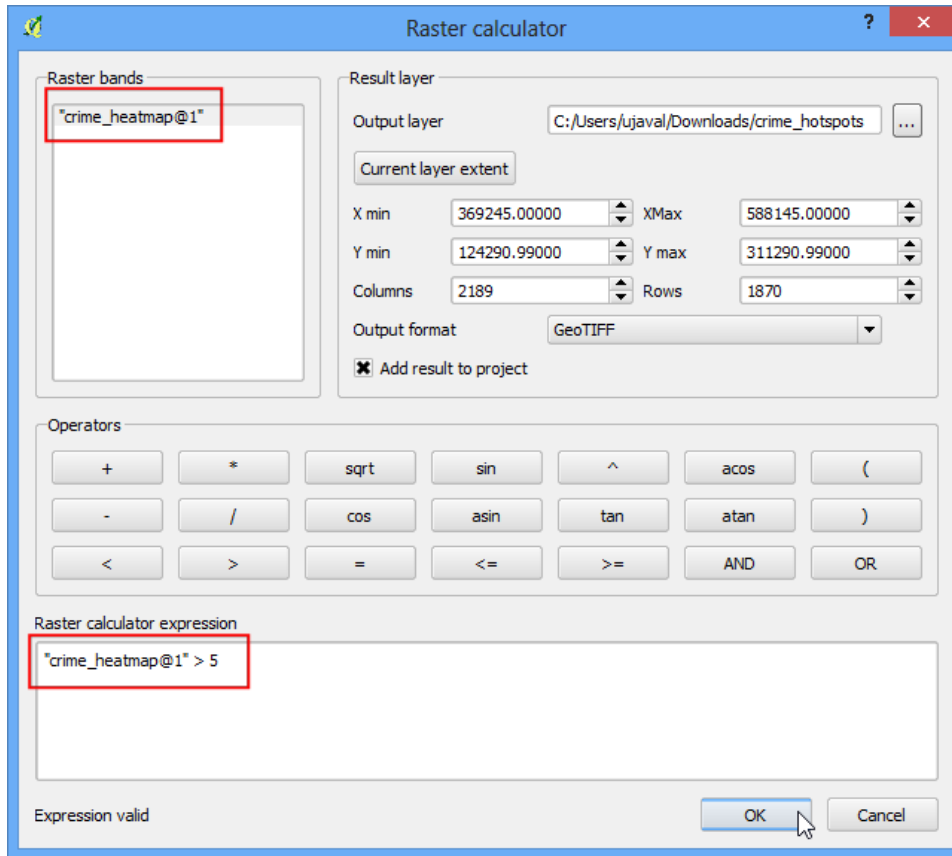 Raster calculator
?
Raster bands
"crime_heatmap@1"
Result layer
Output layer C:/Users/ujaval/Downloads/crime_hotspots ...
Current layer extent
X min 369245.00000 XMax 588145.00000
Y min 124290.99000 Y max 311290.99000
Columns 2189 Rows 1870
Output format GeoTIFF
Add result to project
Operators
+ * sqrt sin ^ acos (
- / cos asin tan atan )
< > = <= >= AND OR
Raster calculator expression
"crime_heatmap@1" > 5
Expression valid OK Cancel